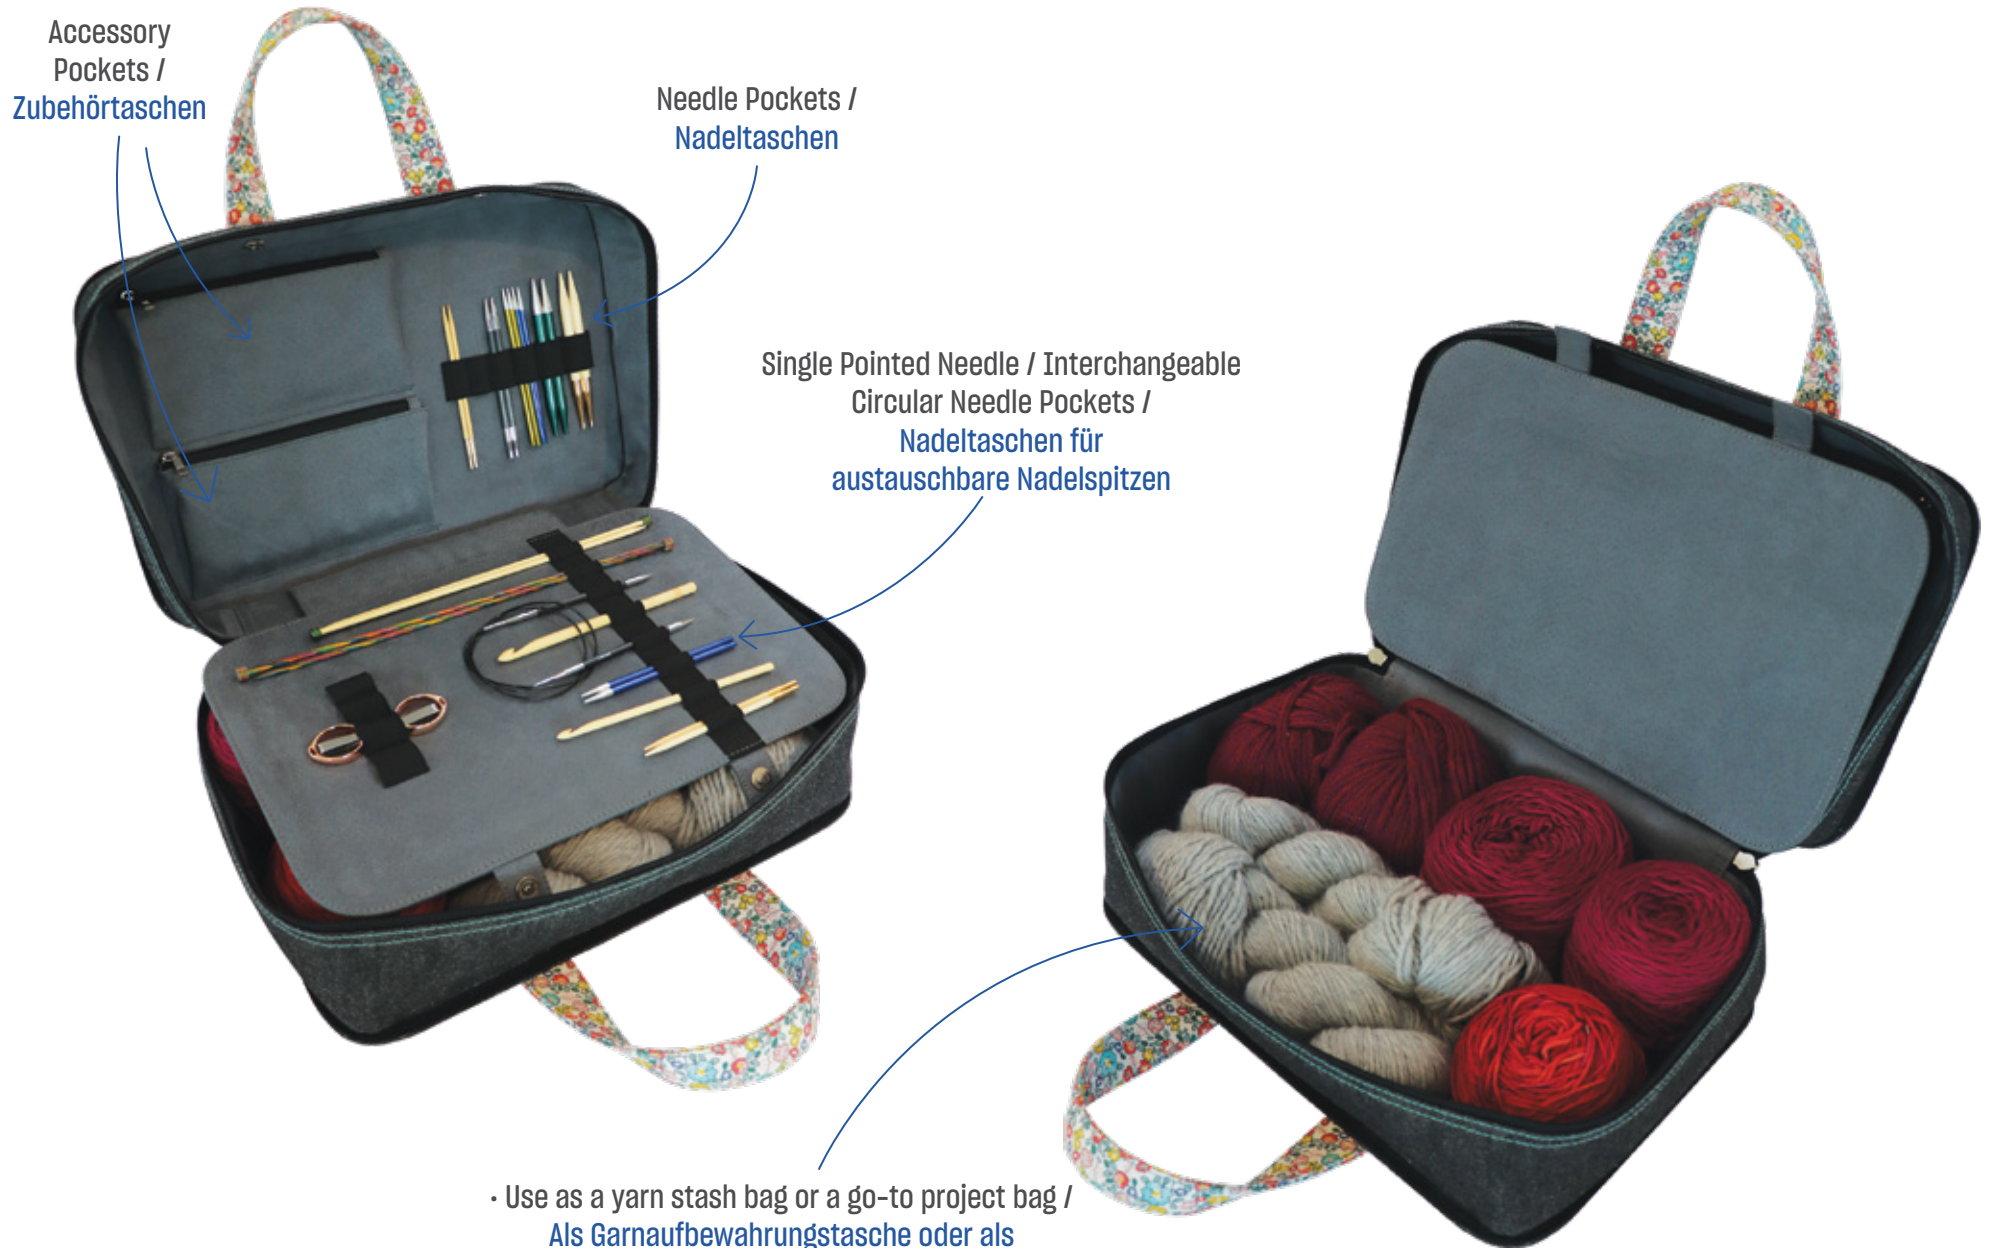 Accessory
Pockets /
Zubehörtaschen
Needle Pockets /
Nadeltaschen
Single Pointed Needle / Interchangeable
Circular Needle Pockets /
Nadeltaschen für
austauschbare Nadelspitzen
· Use as a yarn stash bag or a go-to project bag /
Als Garnaufbewahrungstasche oder als